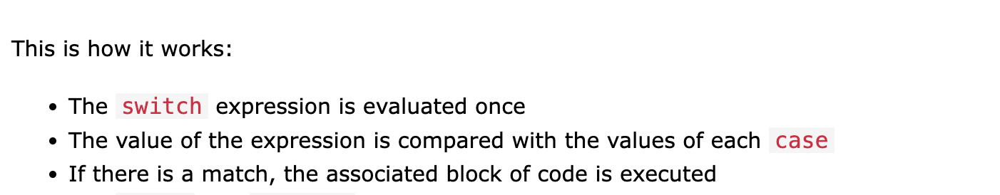 This is how it works:
• The switch expression is evaluated once
• The value of the expression is compared with the values of each case
• If there is a match, the associated block of code is executed